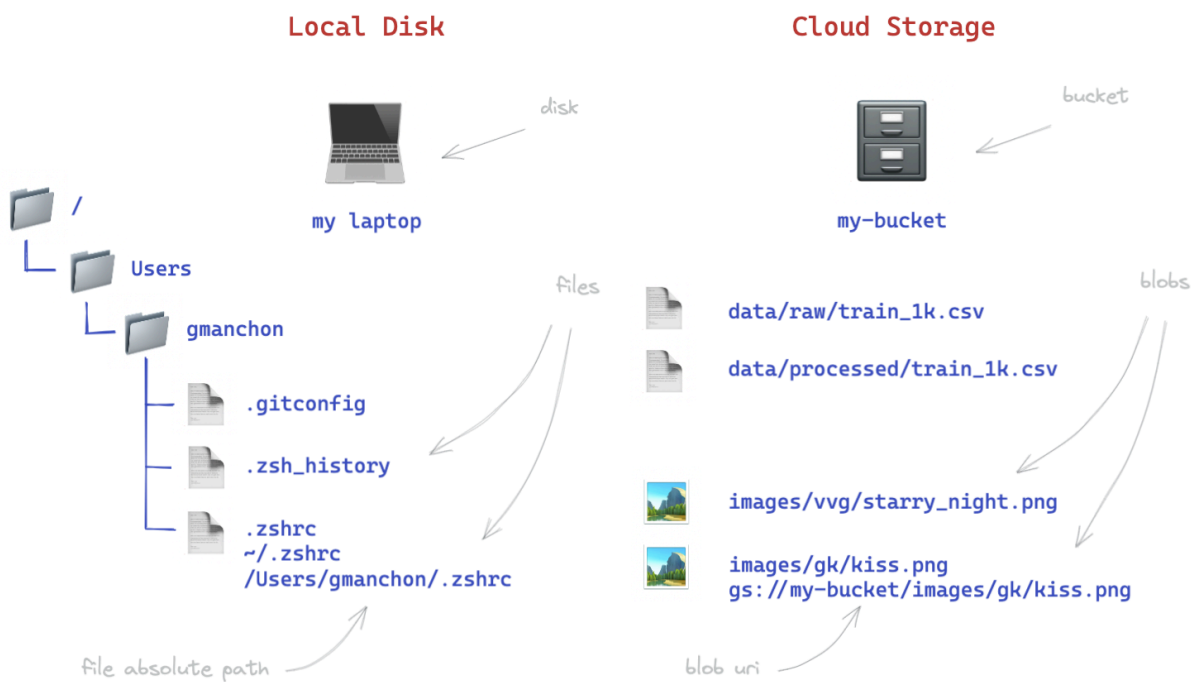 Local Disk
disk
my laptop
/
Users
gmanchon
files
.gitconfig
.zsh_history
.zshrc
~/.zshrc
/Users/gmanchon/.zshrc
file absolute path
Cloud Storage
bucket
my-bucket
blobs
data/raw/train_1k.csv
data/processed/train_1k.csv
images/vvg/starry_night.png
images/gk/kiss.png
gs://my-bucket/images/gk/kiss.png
blob uri